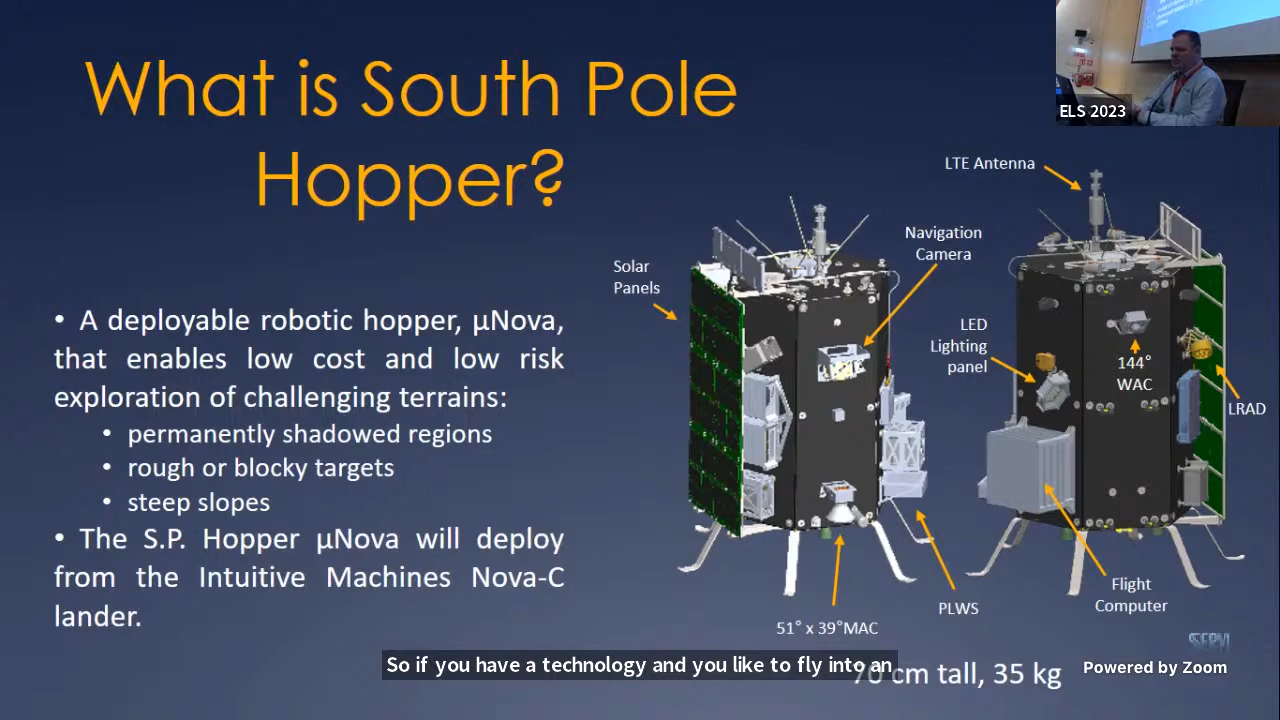 What is South Pole
Hopper?
ELS 2023
LTE Antenna
Navigation
Camera
Solar
Panels
LED
Lighting
panel
144°
WAC
LRAD
• A deployable robotic hopper, μNova,
that enables low cost and low risk
exploration of challenging terrains:
• permanently shadowed regions
• rough or blocky targets
• steep slopes
• The S.P. Hopper μNova will deploy
from the Intuitive Machines Nova-C
lander.
Flight
Computer
PLWS
51° x 39°MAC
So if you have a technology and you like to fly into an
70 cm tall, 35 kg
Powered by Zoom